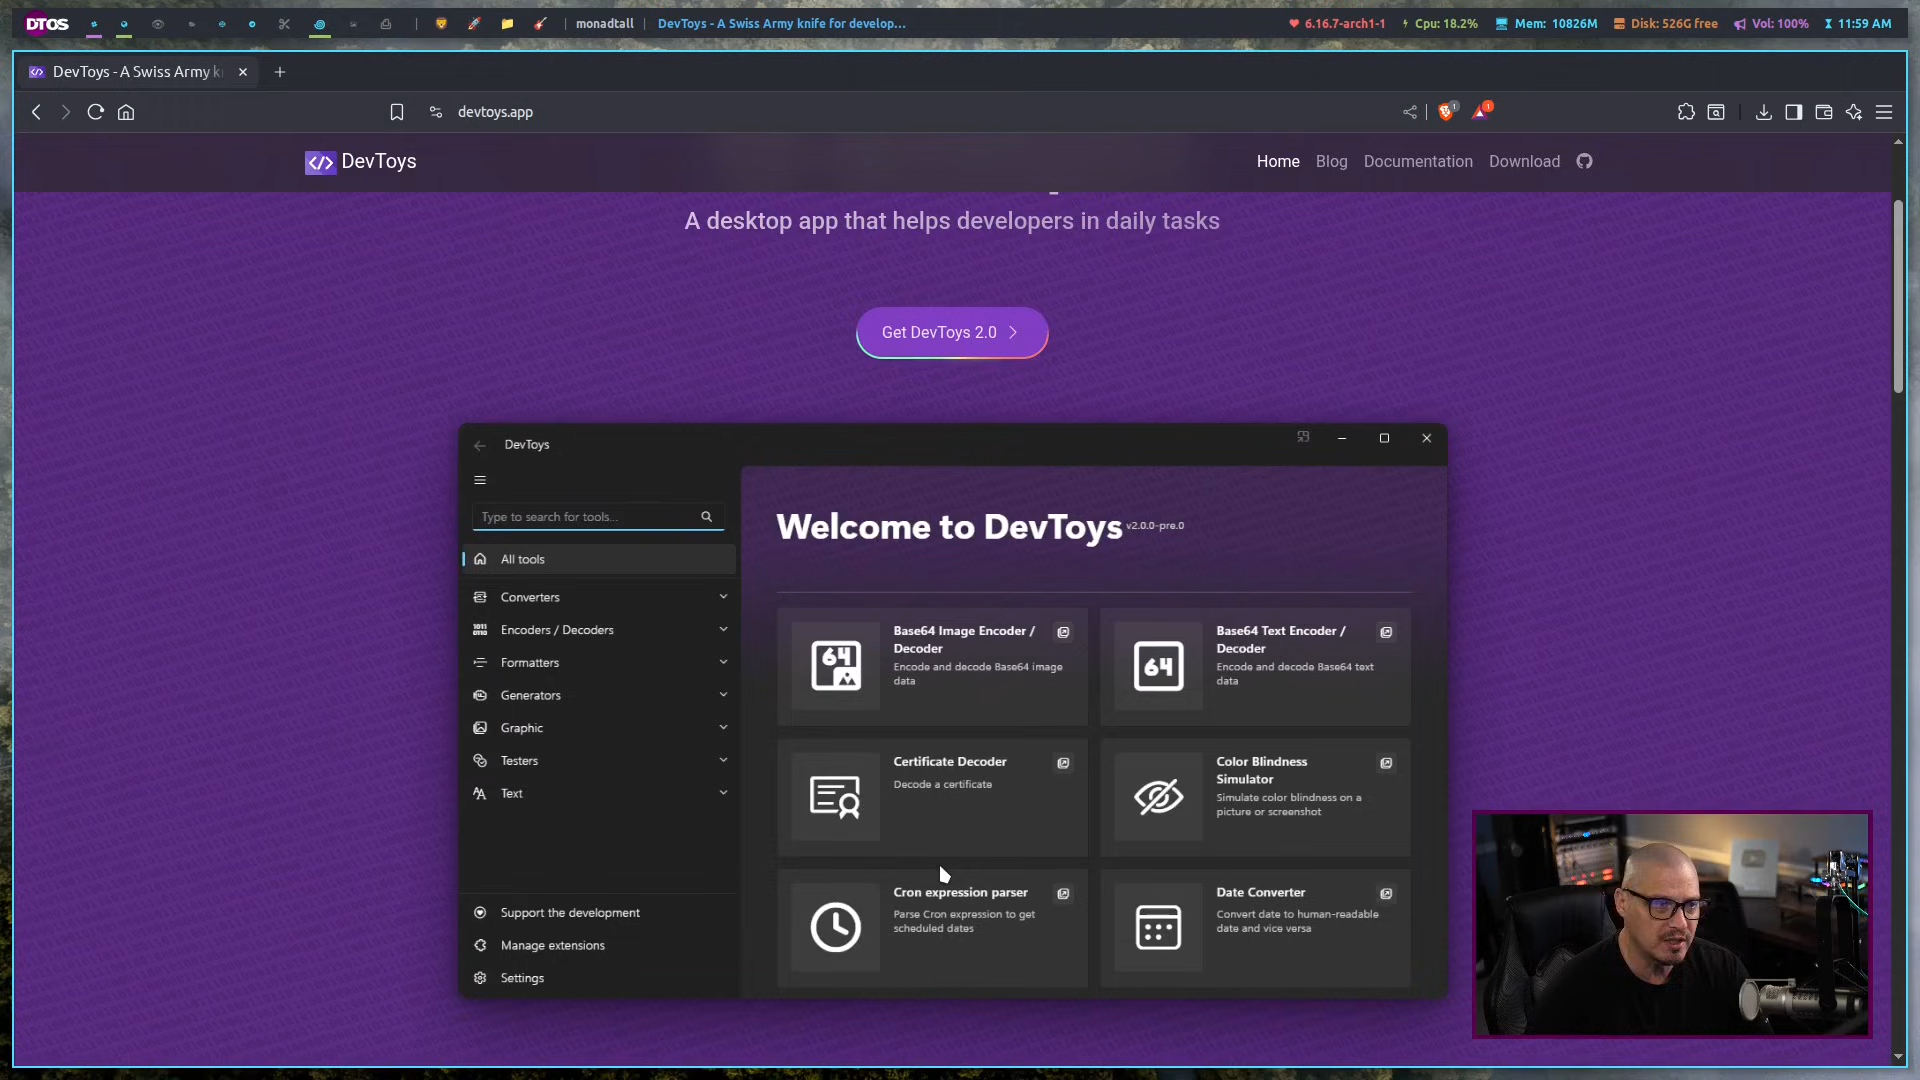 DTOS
monadtall
DevToys - A Swiss Army knife for develop...
6.16.7-arch1-1
Cpu: 18.2%
Mem: 10826M
Disk: 526G free
Vol: 100%
11:59 AM
DevToys - A Swiss Army k
devtoys.app
1
1
</> DevToys
Home
Blog
Documentation
Download
A desktop app that helps developers in daily tasks
Get DevToys 2.0
DevToys
Type to search for tools...
All tools
Converters
Encoders / Decoders
Formatters
Generators
Graphic
Testers
Text
Support the development
Manage extensions
Settings
Welcome to DevToys v2.0.0-pre.0
64
Base64 Image Encoder /
Decoder
Encode and decode Base64 image
data
64
Base64 Text Encoder /
Decoder
Encode and decode Base64 text
data
Certificate Decoder
Decode a certificate
Color Blindness
Simulator
Simulate color blindness on a
picture or screenshot
Cron expression parser
Parse Cron expression to get
scheduled dates
Date Converter
Convert date to human-readable
date and vice versa